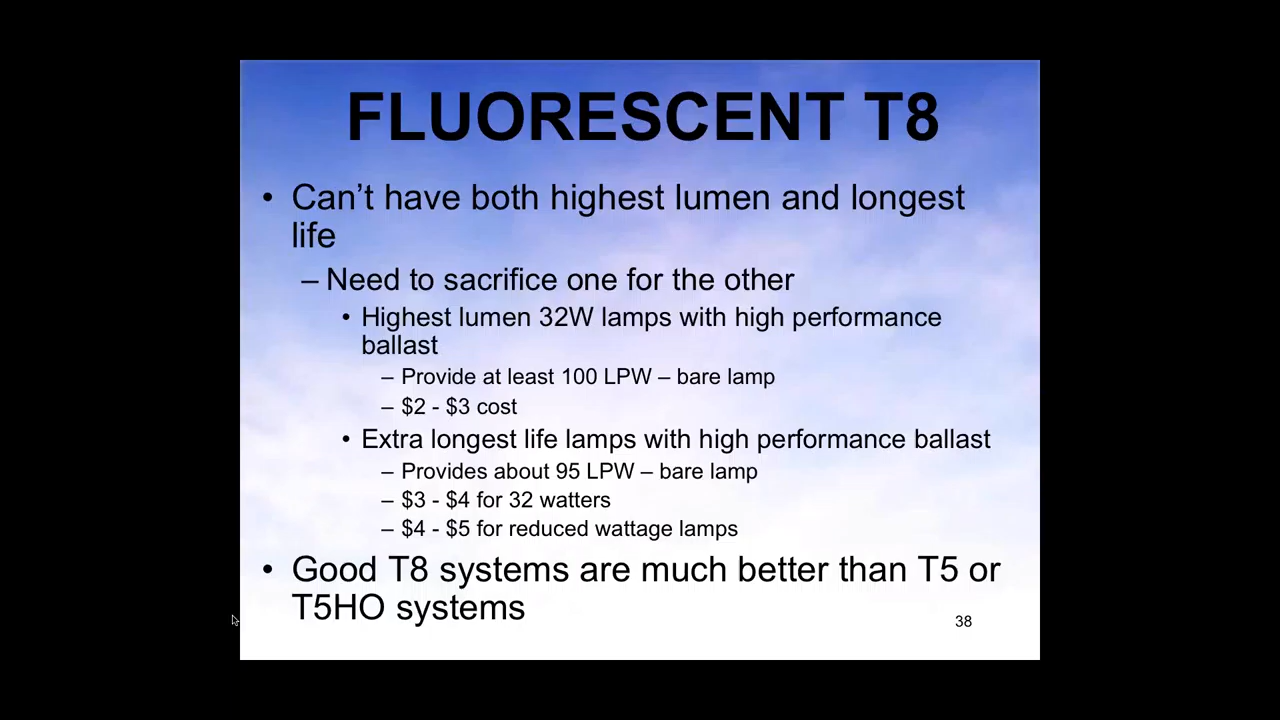 FLUORESCENT T8
• Can’t have both highest lumen and longest
life
– Need to sacrifice one for the other
• Highest lumen 32W lamps with high performance
ballast
– Provide at least 100 LPW – bare lamp
– $2 - $3 cost
• Extra longest life lamps with high performance ballast
– Provides about 95 LPW – bare lamp
– $3 - $4 for 32 watters
– $4 - $5 for reduced wattage lamps
• Good T8 systems are much better than T5 or
T5HO systems
38